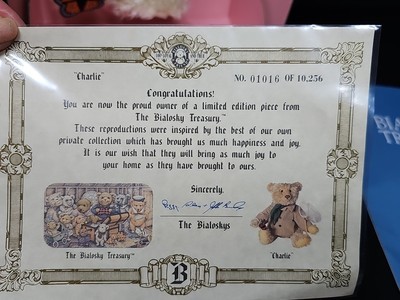 "Charlie"
NO. 01016 OF 10,256
Congratulations!
You are now the proud owner of a limited edition piece from
The Bialosky Treasury.™
These reproductions were inspired by the best of our own
private collection which has brought us much happiness and joy.
It is our wish that they will bring as much joy to
your home as they have brought to ours.
Sincerely,
The Bialoskys
The Bialosky Treasury™
"Charlie"
B
BIA
TR